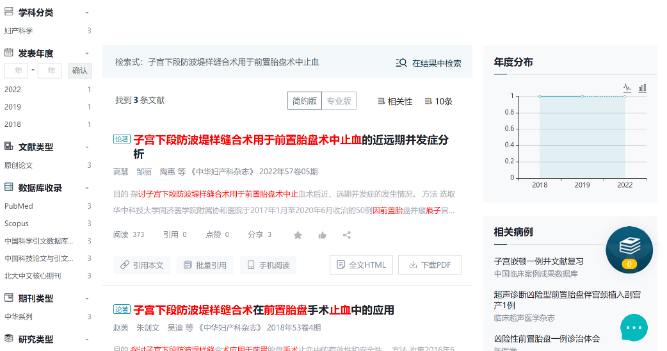 学科分类
妇产科学 3
发表年度
年 - 年 确认
2022 1
2019 1
2018 1
文献类型
原创论文 3
数据库收录
PubMed 3
Scopus 3
中国科学引文数据库... 3
中国科技论文与引文... 3
北大中文核心期刊 3
期刊类型
中华系列 3
研究类型
检索式：子宫下段防波堤样缝合术用于前置胎盘术中止血
在结果中检索
找到 3 条文献
简约版 专业版
相关性
10条
论著 子宫下段防波堤样缝合术用于前置胎盘术中止血的近远期并发症分析
邹丽 陶惠 等 《中华妇产科杂志》 2022年57卷05期
目的 探讨子宫下段防波堤样缝合术用于前置胎盘术中止血术后近、远期并发症的发生情况。 方法 选取
华中科技大学同济医学院附属协和医院于2017年1月至2020年6月收治的50例因前置胎盘并
阅读 373 引用 0 点赞 0 分享 3
引用本文 批量引用 手机阅读 全文HTML 下载PDF
论著 子宫下段防波堤样缝合术在前置胎盘手术止血中的应用
赵茵 朱剑文 吴迪 等 《中华妇产科杂志》 2018年53卷4期
年度分布
1
0.8
0.6
0.4
0.2
0
2018 2019 2022
相关病例
子宫嵌顿一例并文献复习
中国临床案例成果数据库
超声诊断凶险型前置胎盘伴宫颈植入副宫产1例
临床超声医学杂志
凶险性前置胎盘一例诊治体会
0